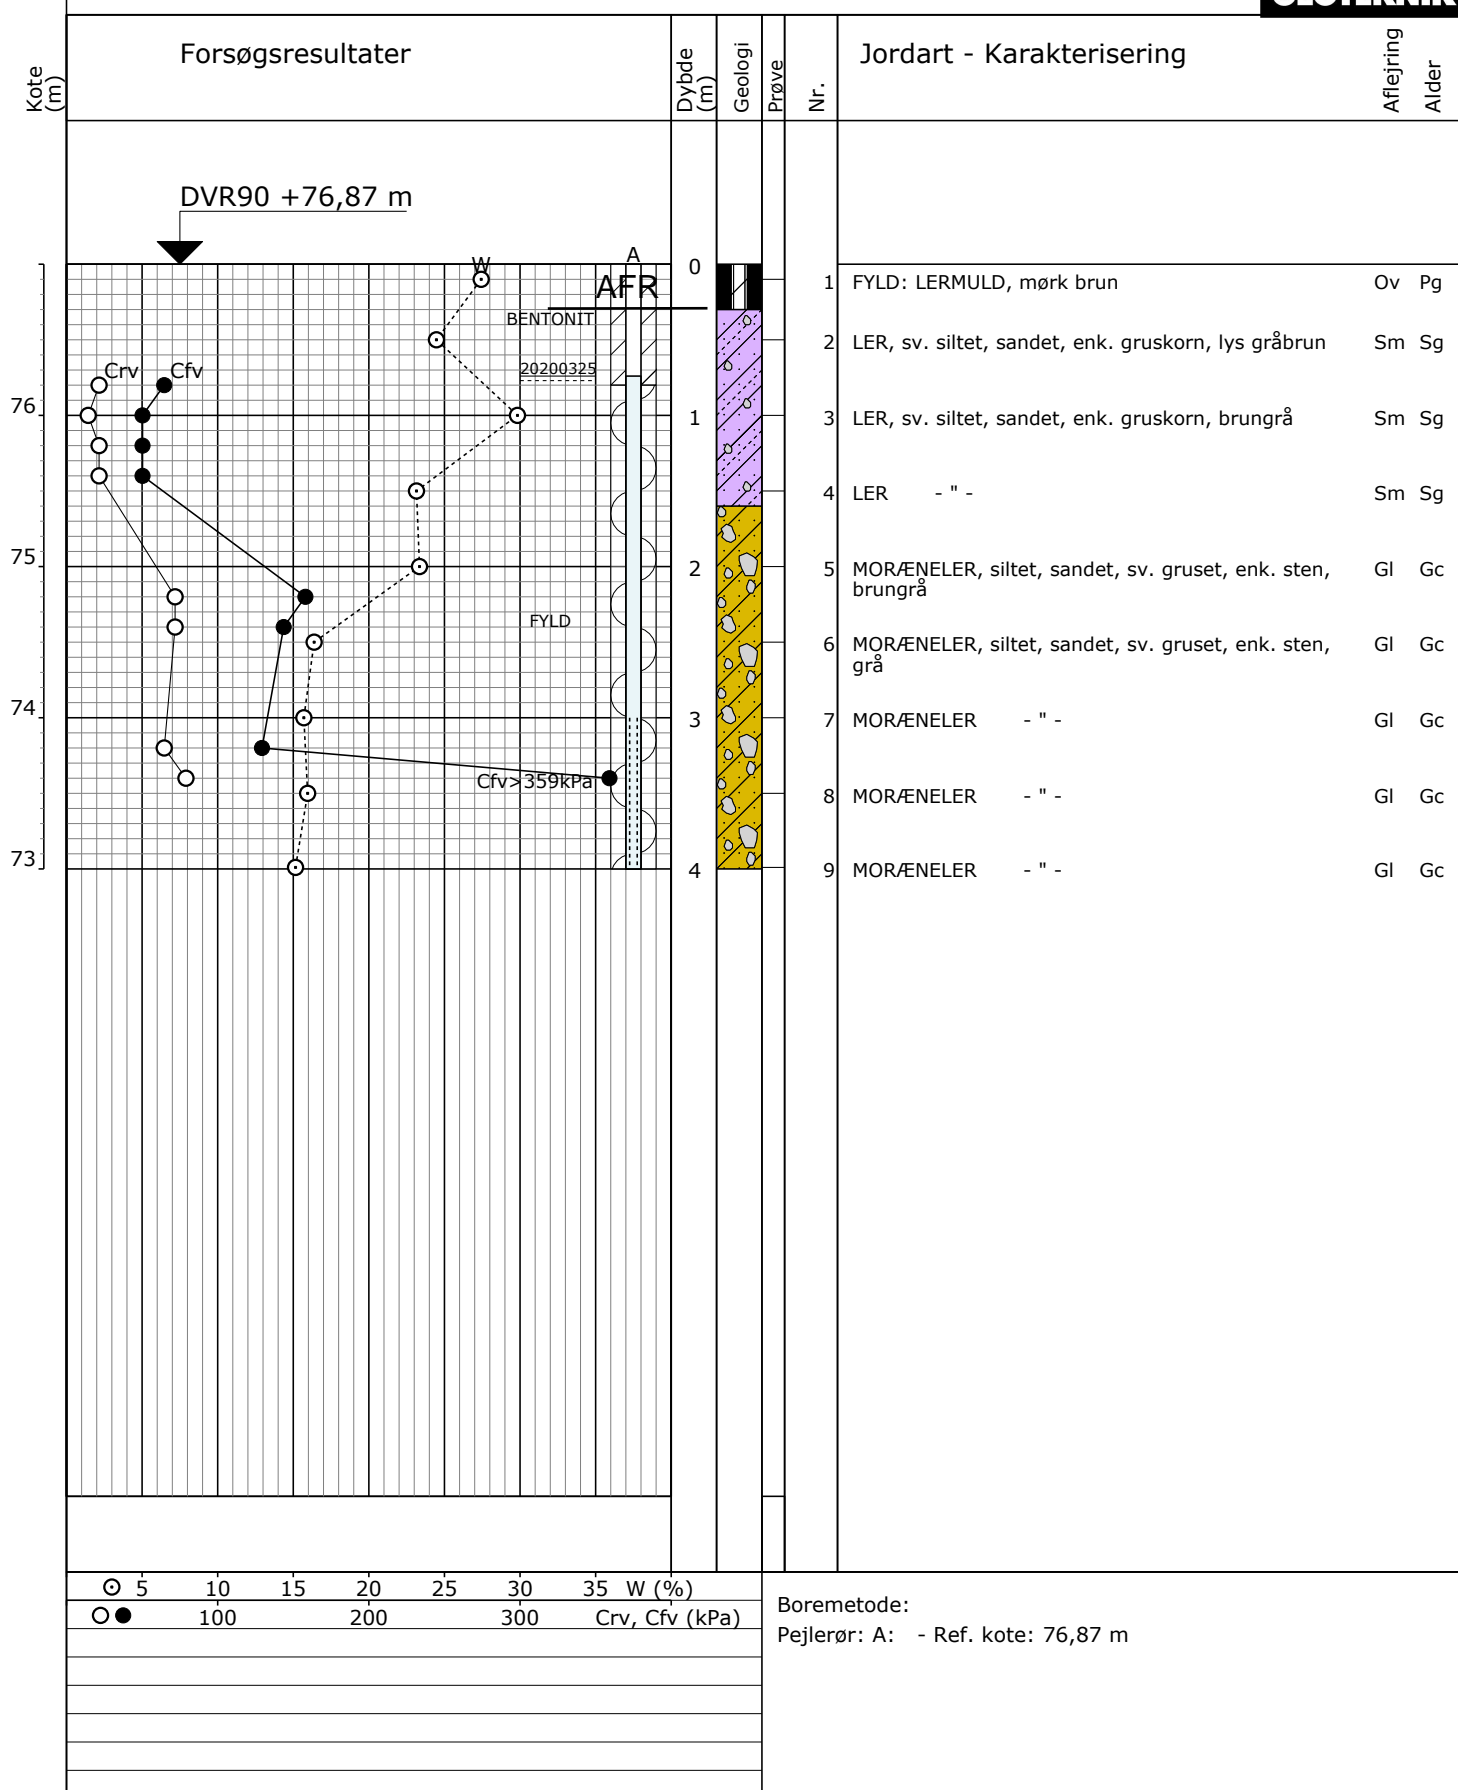 Kote (m)
Forsøgsresultater
Dybde (m)
Geologi
Prøve
Nr.
Jordart - Karakterisering
Aflejring
Alder
DVR90 +76,87 m
W
A
0
AFR
1 FYLD: LERMULD, mørk brun Ov Pg
BENTONIT
2 LER, sv. siltet, sandet, enk. gruskorn, lys gråbrun Sm Sg
20200325
Crv Cfv
76
1
3 LER, sv. siltet, sandet, enk. gruskorn, brungrå Sm Sg
4 LER - " - Sm Sg
75
2
5 MORÆNELER, siltet, sandet, sv. gruset, enk. sten, Gl Gc
brungrå
FYLD
6 MORÆNELER, siltet, sandet, sv. gruset, enk. sten, Gl Gc
grå
74
3
7 MORÆNELER - " - Gl Gc
Cfv>359kPa
8 MORÆNELER - " - Gl Gc
73
4
9 MORÆNELER - " - Gl Gc
5 10 15 20 25 30 35 W (%)
100 200 300 Crv, Cfv (kPa)
Boremetode:
Pejlerør: A: - Ref. kote: 76,87 m